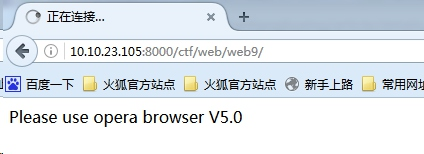 正在连接...
10.10.23.105:8000/ctf/web/web9/
百度一下 火狐官方站点 火狐官方站点 新手上路 常用网址
Please use opera browser V5.0